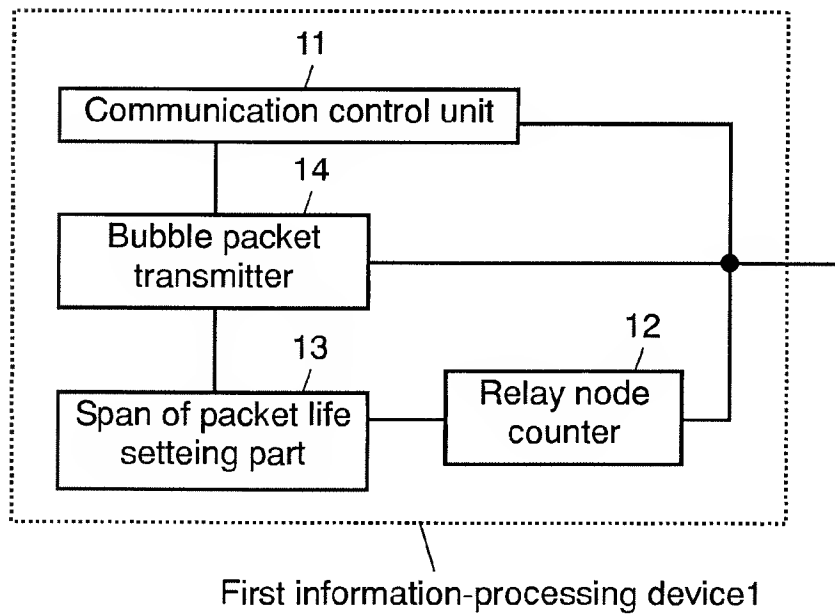 11
Communication control unit
14
Bubble packet
transmitter
13
Span of packet life
setteing part
12
Relay node
counter
First information-processing device1